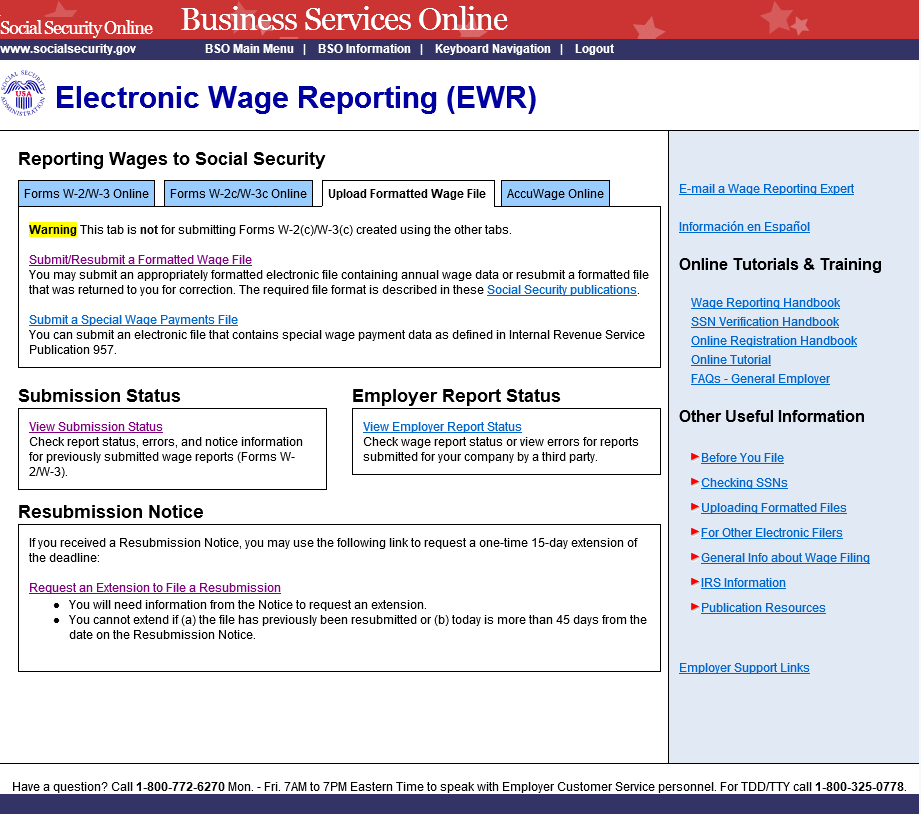 Social Security Online
Business Services Online
www.socialsecurity.gov
BSO Main Menu | BSO Information | Keyboard Navigation | Logout
SOCIAL SECURITY
USA
ADMINISTRATION
Electronic Wage Reporting (EWR)
Reporting Wages to Social Security
Forms W-2/W-3 Online
Forms W-2c/W-3c Online
Upload Formatted Wage File
AccuWage Online
Warning This tab is not for submitting Forms W-2(c)/W-3(c) created using the other tabs.
Submit/Resubmit a Formatted Wage File
You may submit an appropriately formatted electronic file containing annual wage data or resubmit a formatted file
that was returned to you for correction. The required file format is described in these Social Security publications.
Submit a Special Wage Payments File
You can submit an electronic file that contains special wage payment data as defined in Internal Revenue Service
Publication 957.
Submission Status
View Submission Status
Check report status, errors, and notice information
for previously submitted wage reports (Forms W-
2/W-3).
Employer Report Status
View Employer Report Status
Check wage report status or view errors for reports
submitted for your company by a third party.
Resubmission Notice
If you received a Resubmission Notice, you may use the following link to request a one-time 15-day extension of
the deadline:
Request an Extension to File a Resubmission
• You will need information from the Notice to request an extension.
• You cannot extend if (a) the file has previously been resubmitted or (b) today is more than 45 days from the
date on the Resubmission Notice.
E-mail a Wage Reporting Expert
Información en Español
Online Tutorials & Training
Wage Reporting Handbook
SSN Verification Handbook
Online Registration Handbook
Online Tutorial
FAQs - General Employer
Other Useful Information
Before You File
Checking SSNs
Uploading Formatted Files
For Other Electronic Filers
General Info about Wage Filing
IRS Information
Publication Resources
Employer Support Links
Have a question? Call 1-800-772-6270 Mon. - Fri. 7AM to 7PM Eastern Time to speak with Employer Customer Service personnel. For TDD/TTY call 1-800-325-0778.